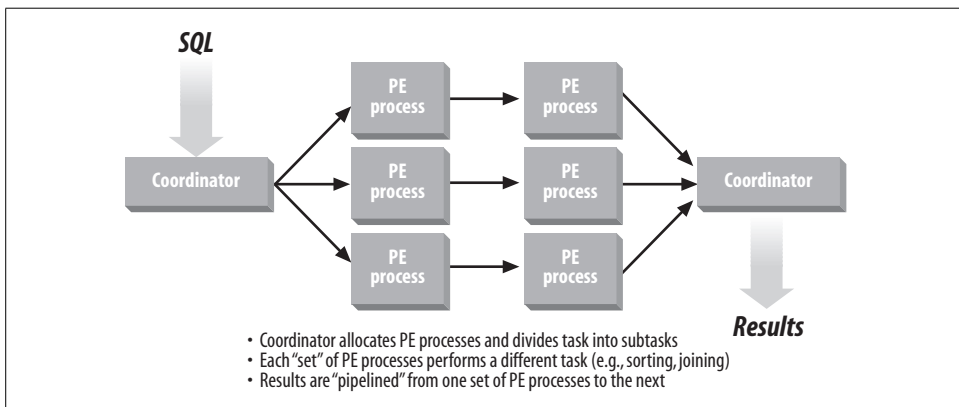 SQL
PE
process
PE
process
Coordinator
PE
process
PE
process
Coordinator
PE
process
PE
process
Results
• Coordinator allocates PE processes and divides task into subtasks
• Each “set” of PE processes performs a different task (e.g., sorting, joining)
• Results are “pipelined” from one set of PE processes to the next